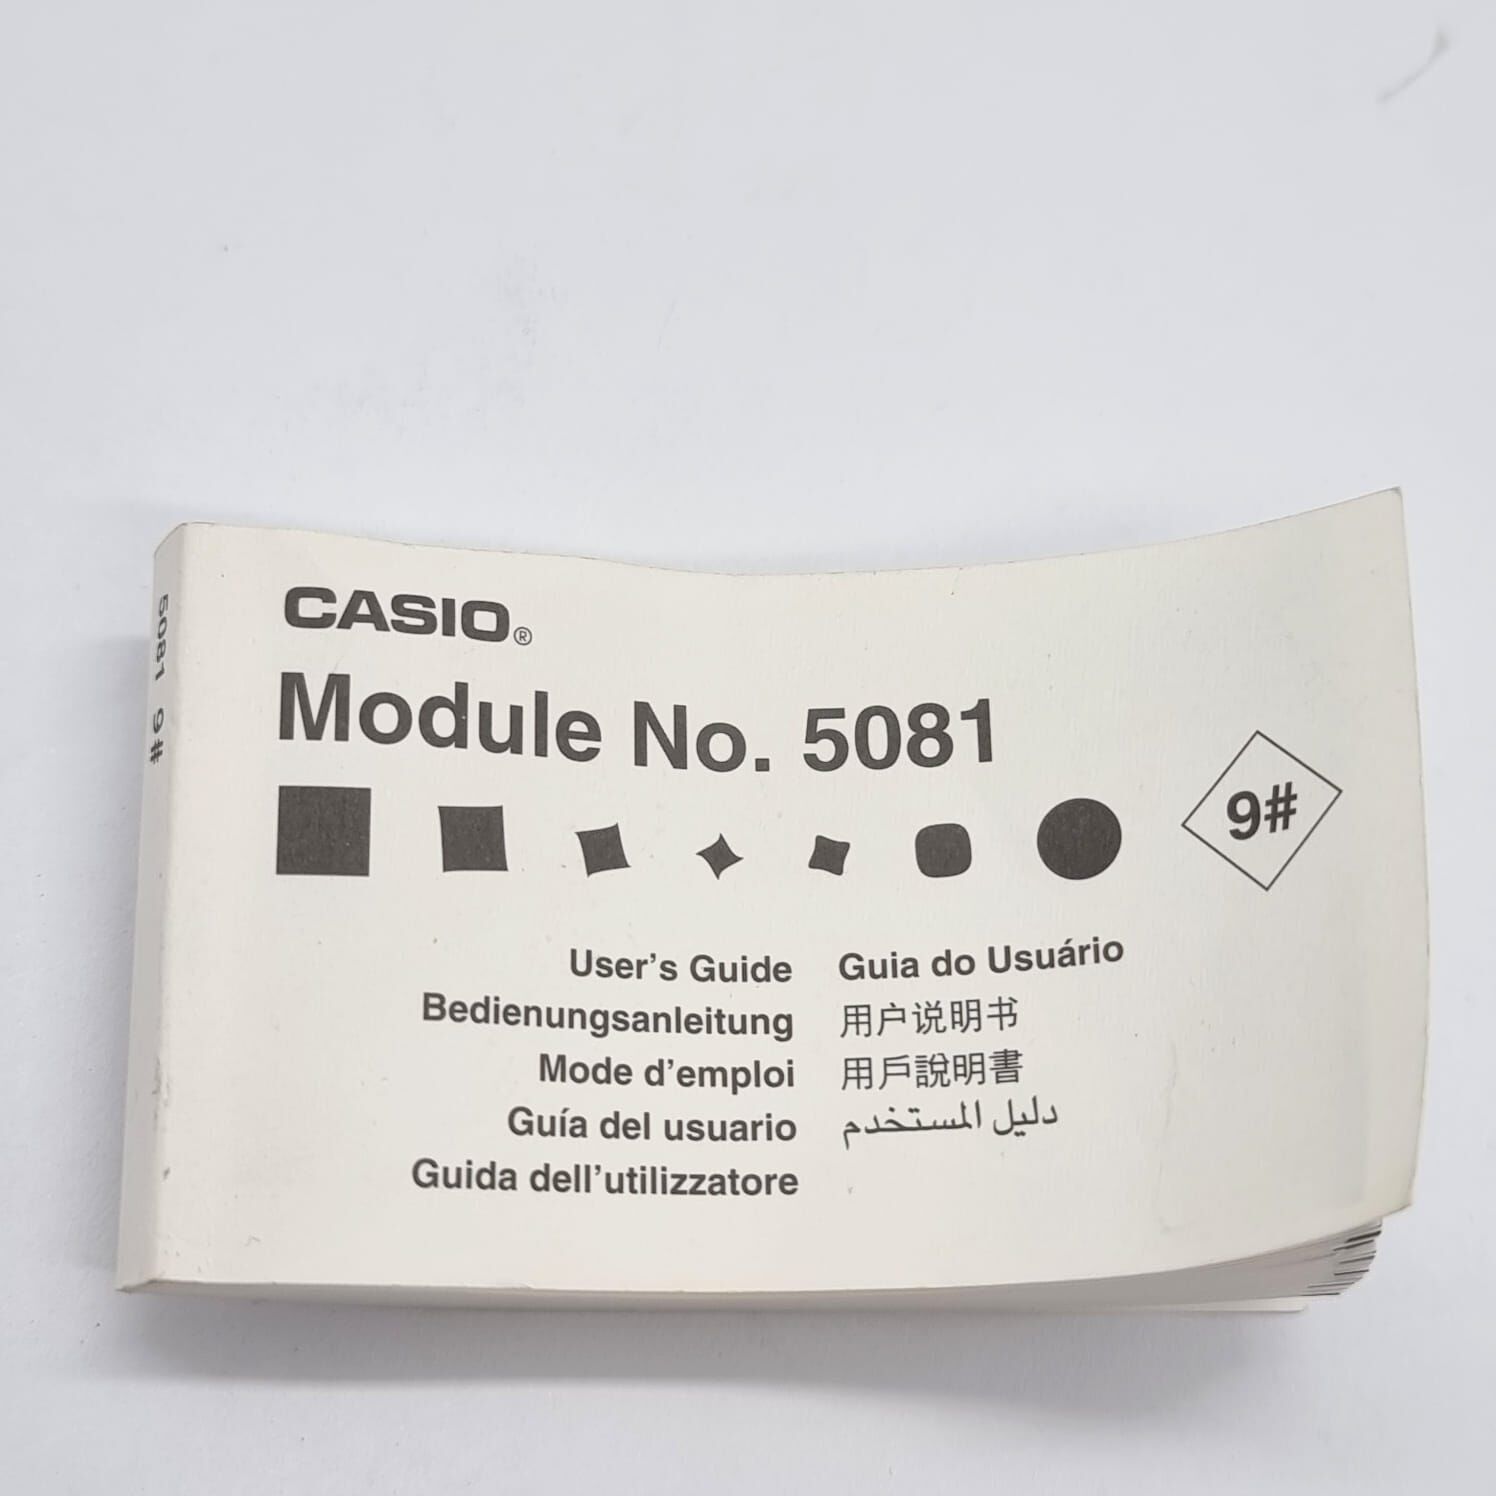 CASIO®
Module No. 5081
9#
User's Guide
Bedienungsanleitung
Mode d'emploi
Guía del usuario
Guida dell'utilizzatore
Guia do Usuário
用户说明书
用戶說明書
دليل المستخدم
5081 9#